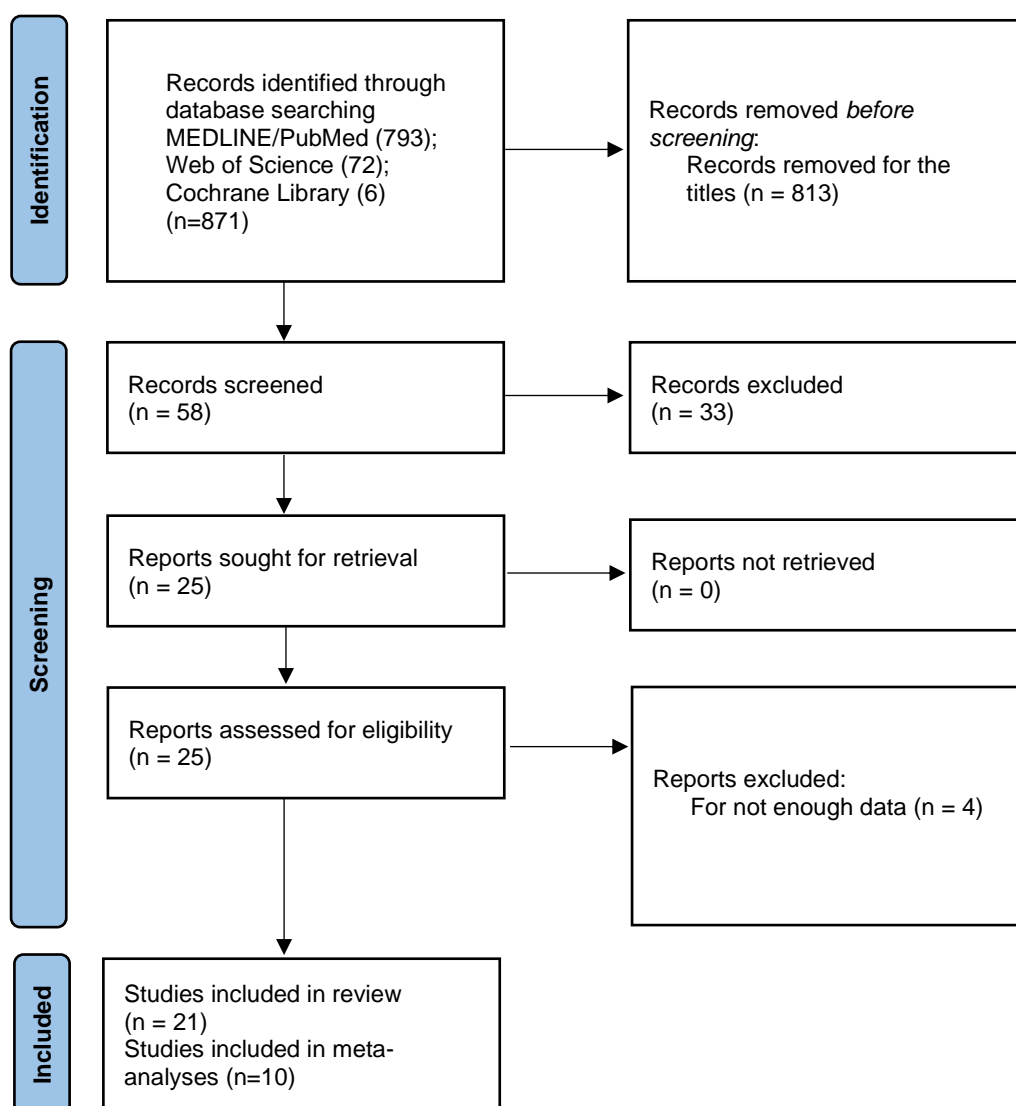 Identification
Records identified through
database searching
MEDLINE/PubMed (793);
Web of Science (72);
Cochrane Library (6)
(n=871)
Records removed before
screening:
Records removed for the
titles (n = 813)
Screening
Records screened
(n = 58)
Records excluded
(n = 33)
Reports sought for retrieval
(n = 25)
Reports not retrieved
(n = 0)
Reports assessed for eligibility
(n = 25)
Reports excluded:
For not enough data (n = 4)
Included
Studies included in review
(n = 21)
Studies included in meta-
analyses (n=10)